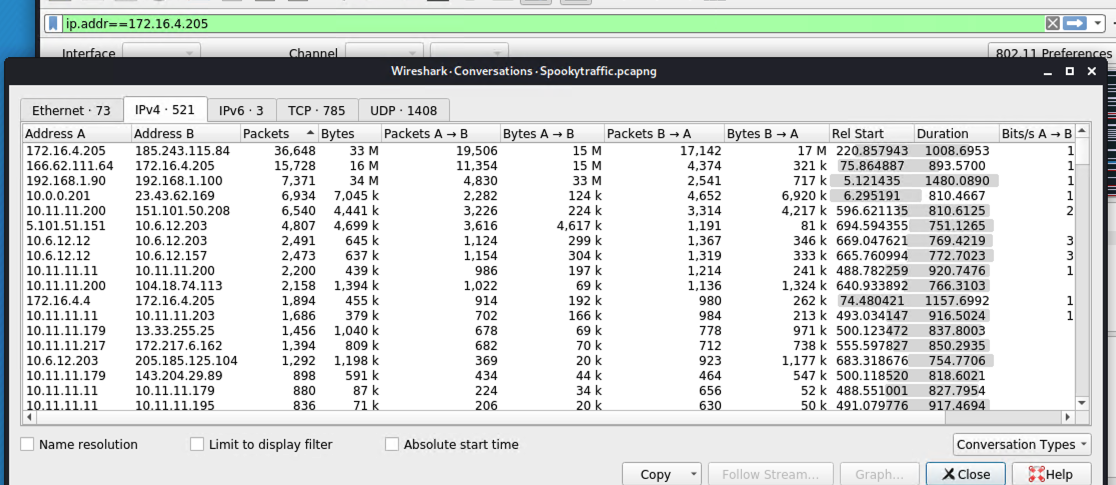 ip.addr==172.16.4.205
Interface Channel 802.11 Preferences
Wireshark · Conversations · Spookytraffic.pcapng
Ethernet · 73 IPv4 · 521 IPv6 · 3 TCP · 785 UDP · 1408
Address A Address B Packets Bytes Packets A → B Bytes A → B Packets B → A Bytes B → A Rel Start Duration Bits/s A → B
172.16.4.205 185.243.115.84 36,648 33 M 19,506 15 M 17,142 17 M 220.857943 1008.6953 1
166.62.111.64 172.16.4.205 15,728 16 M 11,354 15 M 4,374 321 k 75.864887 893.5700 1
192.168.1.90 192.168.1.100 7,371 34 M 4,830 33 M 2,541 717 k 5.121435 1480.0890 1
10.0.0.201 23.43.62.169 6,934 7,045 k 2,282 124 k 4,652 6,920 k 6.295191 810.4667 1
10.11.11.200 151.101.50.208 6,540 4,441 k 3,226 224 k 3,314 4,217 k 596.621135 810.6125 2
5.101.51.151 10.6.12.203 4,807 4,699 k 3,616 4,617 k 1,191 81 k 694.594355 751.1265
10.6.12.12 10.6.12.203 2,491 645 k 1,124 299 k 1,367 346 k 669.047621 769.4219 3
10.6.12.12 10.6.12.157 2,473 637 k 1,154 304 k 1,319 333 k 665.760994 772.7023 3
10.11.11.11 10.11.11.200 2,200 439 k 986 197 k 1,214 241 k 488.782259 920.7476 1
10.11.11.200 104.18.74.113 2,158 1,394 k 1,022 69 k 1,136 1,324 k 640.933892 766.3103
172.16.4.4 172.16.4.205 1,894 455 k 914 192 k 980 262 k 74.480421 1157.6992 1
10.11.11.11 10.11.11.203 1,686 379 k 702 166 k 984 213 k 493.034147 916.5024 1
10.11.11.179 13.33.255.25 1,456 1,040 k 678 69 k 778 971 k 500.123472 837.8003
10.11.11.217 172.217.6.162 1,394 809 k 682 70 k 712 738 k 555.597827 850.2935
10.6.12.203 205.185.125.104 1,292 1,198 k 369 20 k 923 1,177 k 683.318676 754.7706
10.11.11.179 143.204.29.89 898 591 k 434 44 k 464 547 k 500.118520 818.6021
10.11.11.11 10.11.11.179 880 87 k 224 34 k 656 52 k 488.551001 827.7954
10.11.11.11 10.11.11.195 836 71 k 206 20 k 630 50 k 491.079776 917.4694
Name resolution Limit to display filter Absolute start time Conversation Types
Copy Follow Stream... Graph... Close Help